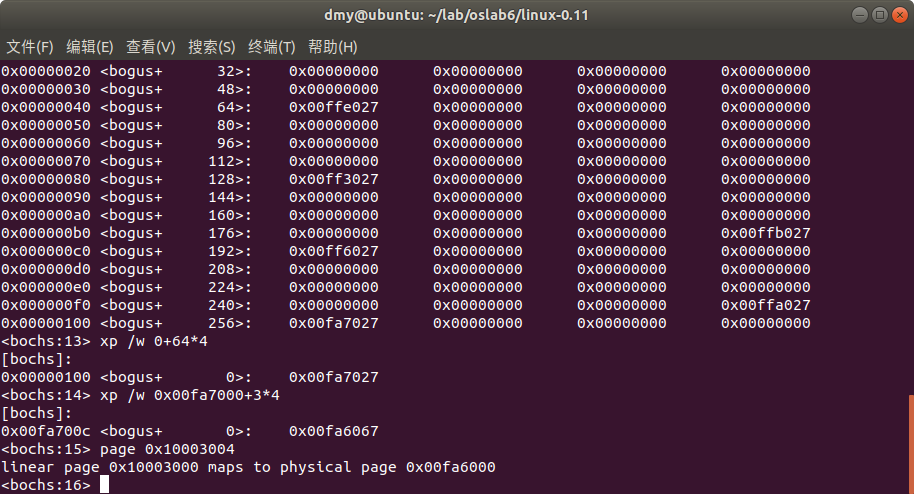 dmy@ubuntu: ~/lab/oslab6/linux-0.11
文件(F) 编辑(E) 查看(V) 搜索(S) 终端(T) 帮助(H)
0x00000020 <bogus+      32>:    0x00000000      0x00000000      0x00000000      0x00000000
0x00000030 <bogus+      48>:    0x00000000      0x00000000      0x00000000      0x00000000
0x00000040 <bogus+      64>:    0x00ffe027      0x00000000      0x00000000      0x00000000
0x00000050 <bogus+      80>:    0x00000000      0x00000000      0x00000000      0x00000000
0x00000060 <bogus+      96>:    0x00000000      0x00000000      0x00000000      0x00000000
0x00000070 <bogus+     112>:    0x00000000      0x00000000      0x00000000      0x00000000
0x00000080 <bogus+     128>:    0x00ff3027      0x00000000      0x00000000      0x00000000
0x00000090 <bogus+     144>:    0x00000000      0x00000000      0x00000000      0x00000000
0x000000a0 <bogus+     160>:    0x00000000      0x00000000      0x00000000      0x00000000
0x000000b0 <bogus+     176>:    0x00000000      0x00000000      0x00000000      0x00ffb027
0x000000c0 <bogus+     192>:    0x00ff6027      0x00000000      0x00000000      0x00000000
0x000000d0 <bogus+     208>:    0x00000000      0x00000000      0x00000000      0x00000000
0x000000e0 <bogus+     224>:    0x00000000      0x00000000      0x00000000      0x00000000
0x000000f0 <bogus+     240>:    0x00000000      0x00000000      0x00000000      0x00ffa027
0x00000100 <bogus+     256>:    0x00fa7027      0x00000000      0x00000000      0x00000000
<bochs:13> xp /w 0+64*4
[bochs]:
0x00000100 <bogus+       0>:    0x00fa7027
<bochs:14> xp /w 0x00fa7000+3*4
[bochs]:
0x00fa700c <bogus+       0>:    0x00fa6067
<bochs:15> page 0x10003004
linear page 0x10003000 maps to physical page 0x00fa6000
<bochs:16>